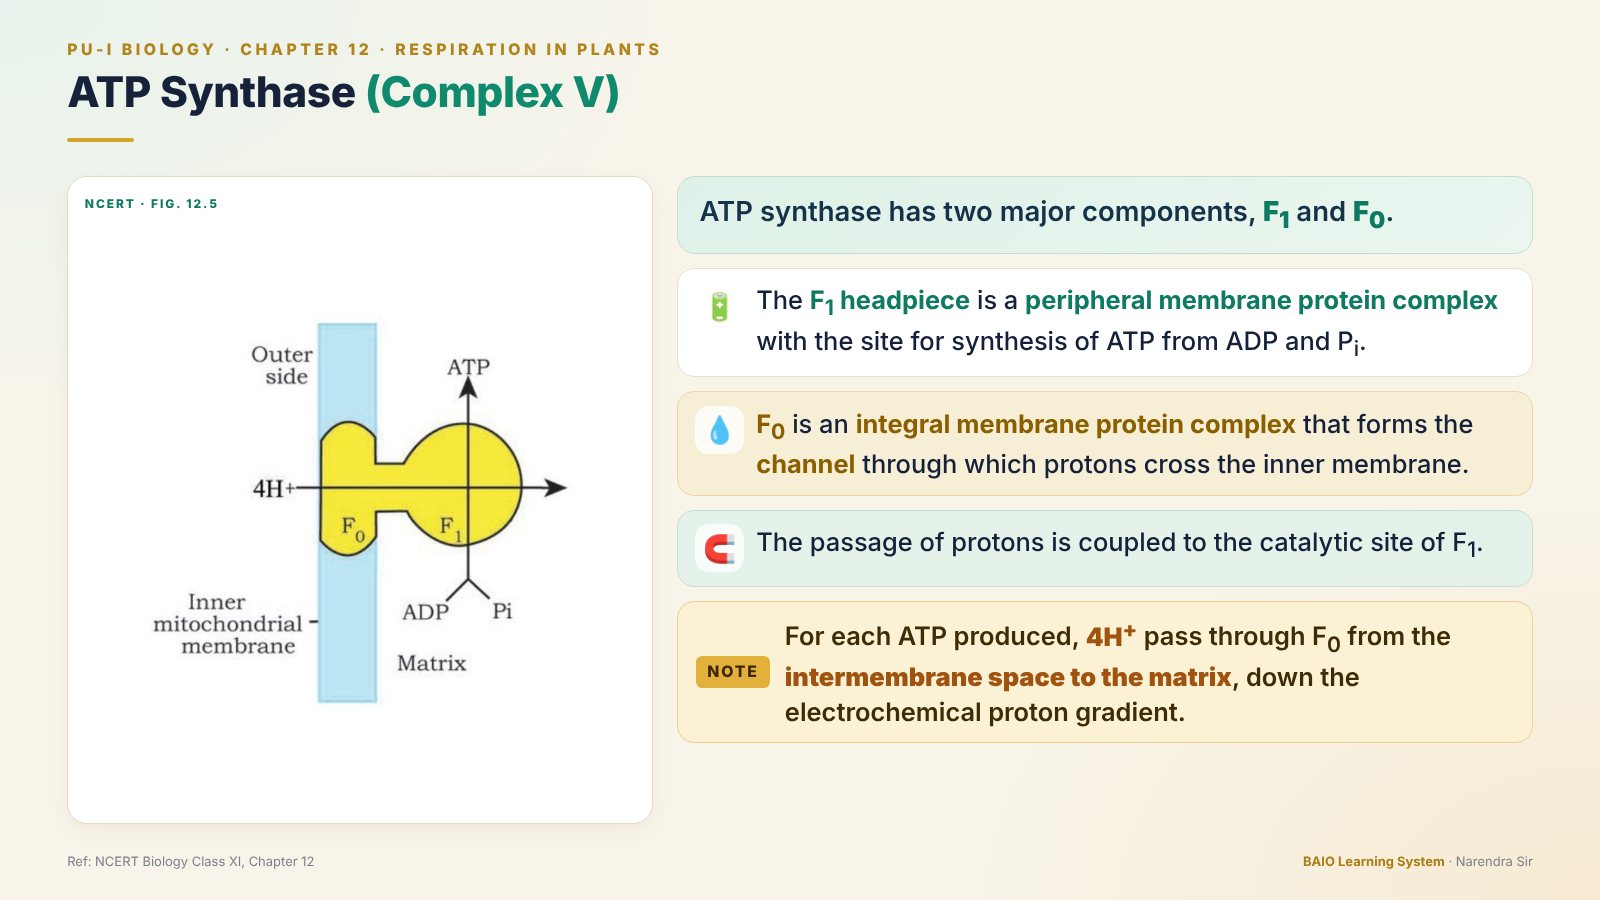 PU-I BIOLOGY · CHAPTER 12 · RESPIRATION IN PLANTS
ATP Synthase (Complex V)
NCERT · FIG. 12.5
Outer
side
ATP
4H+
F0
F1
Inner
mitochondrial
membrane
ADP
Pi
Matrix
ATP synthase has two major components, F1 and F0.
The F1 headpiece is a peripheral membrane protein complex
with the site for synthesis of ATP from ADP and Pi.
F0 is an integral membrane protein complex that forms the
channel through which protons cross the inner membrane.
The passage of protons is coupled to the catalytic site of F1.
NOTE
For each ATP produced, 4H+ pass through F0 from the
intermembrane space to the matrix, down the
electrochemical proton gradient.
Ref: NCERT Biology Class XI, Chapter 12
BAIO Learning System · Narendra Sir